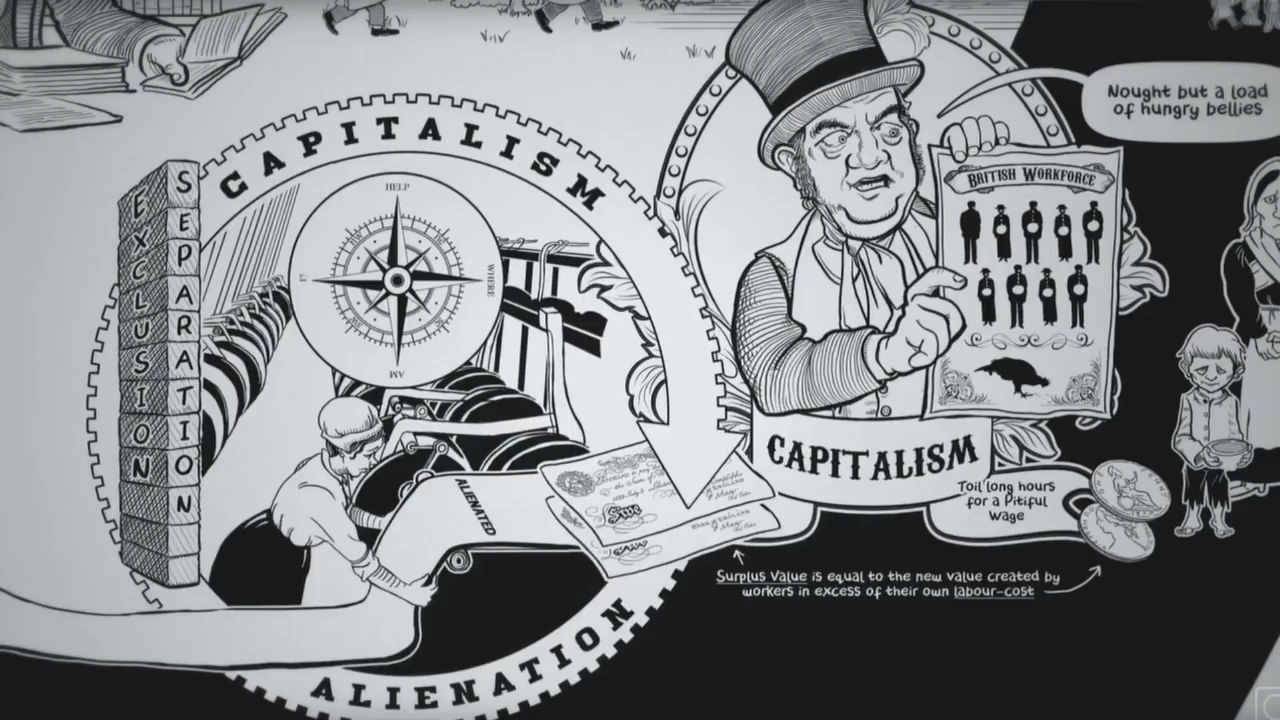 Nought but a load
of hungry bellies
CAPITALISM
EXCLUSION
SEPARATION
HELP
WHERE
AM
I?
BRITISH WORKFORCE
ALIENATED
CAPITALISM
Toil long hours
for a Pitiful
Wage
Surplus Value is equal to the new value created by
workers in excess of their own labour-cost
ALIENATION